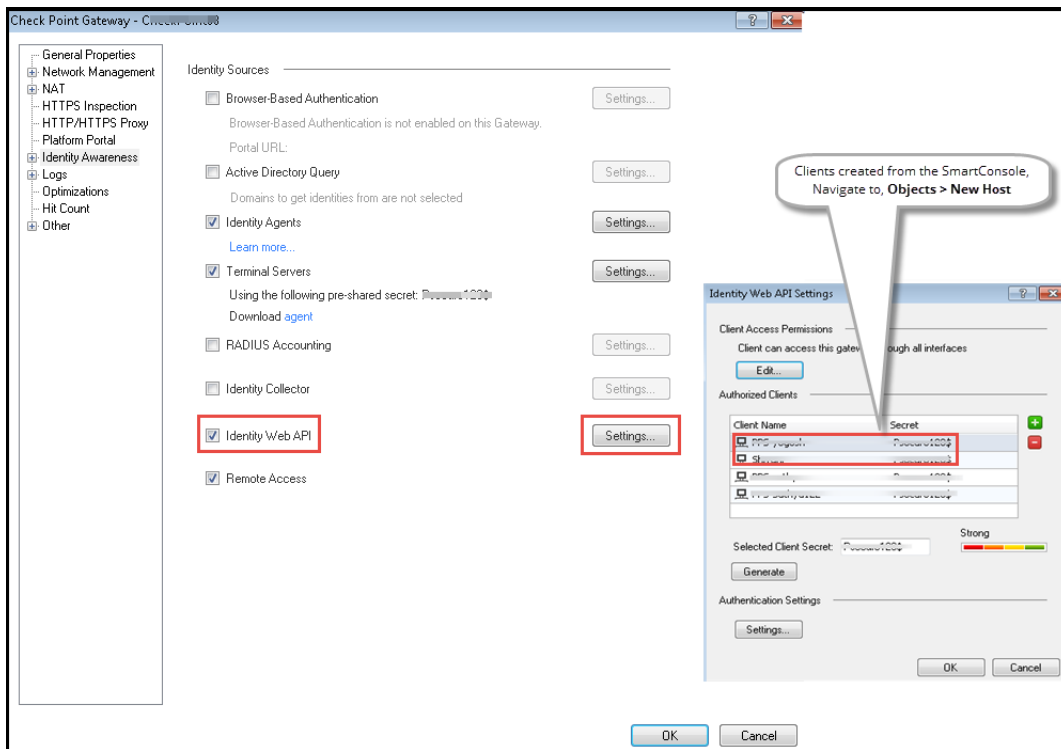 Check Point Gateway -
General Properties
Network Management
NAT
HTTPS Inspection
HTTP/HTTPS Proxy
Platform Portal
Identity Awareness
Logs
Optimizations
Hit Count
Other
Identity Sources
Browser-Based Authentication
Settings...
Browser-Based Authentication is not enabled on this Gateway.
Portal URL:
Active Directory Query
Settings...
Domains to get identities from are not selected
Identity Agents
Settings...
Learn more...
Terminal Servers
Settings...
Using the following pre-shared secret:
Download agent
RADIUS Accounting
Settings...
Identity Collector
Settings...
Identity Web API
Settings...
Remote Access
OK
Cancel
Clients created from the SmartConsole,
Navigate to, Objects > New Host
Identity Web API Settings
Client Access Permissions
Client can access this ough all interfaces
Edit...
Authorized Clients
Client Name
Secret
Selected Client Secret:
Strong
Generate
Authentication Settings
Settings...
OK
Cancel